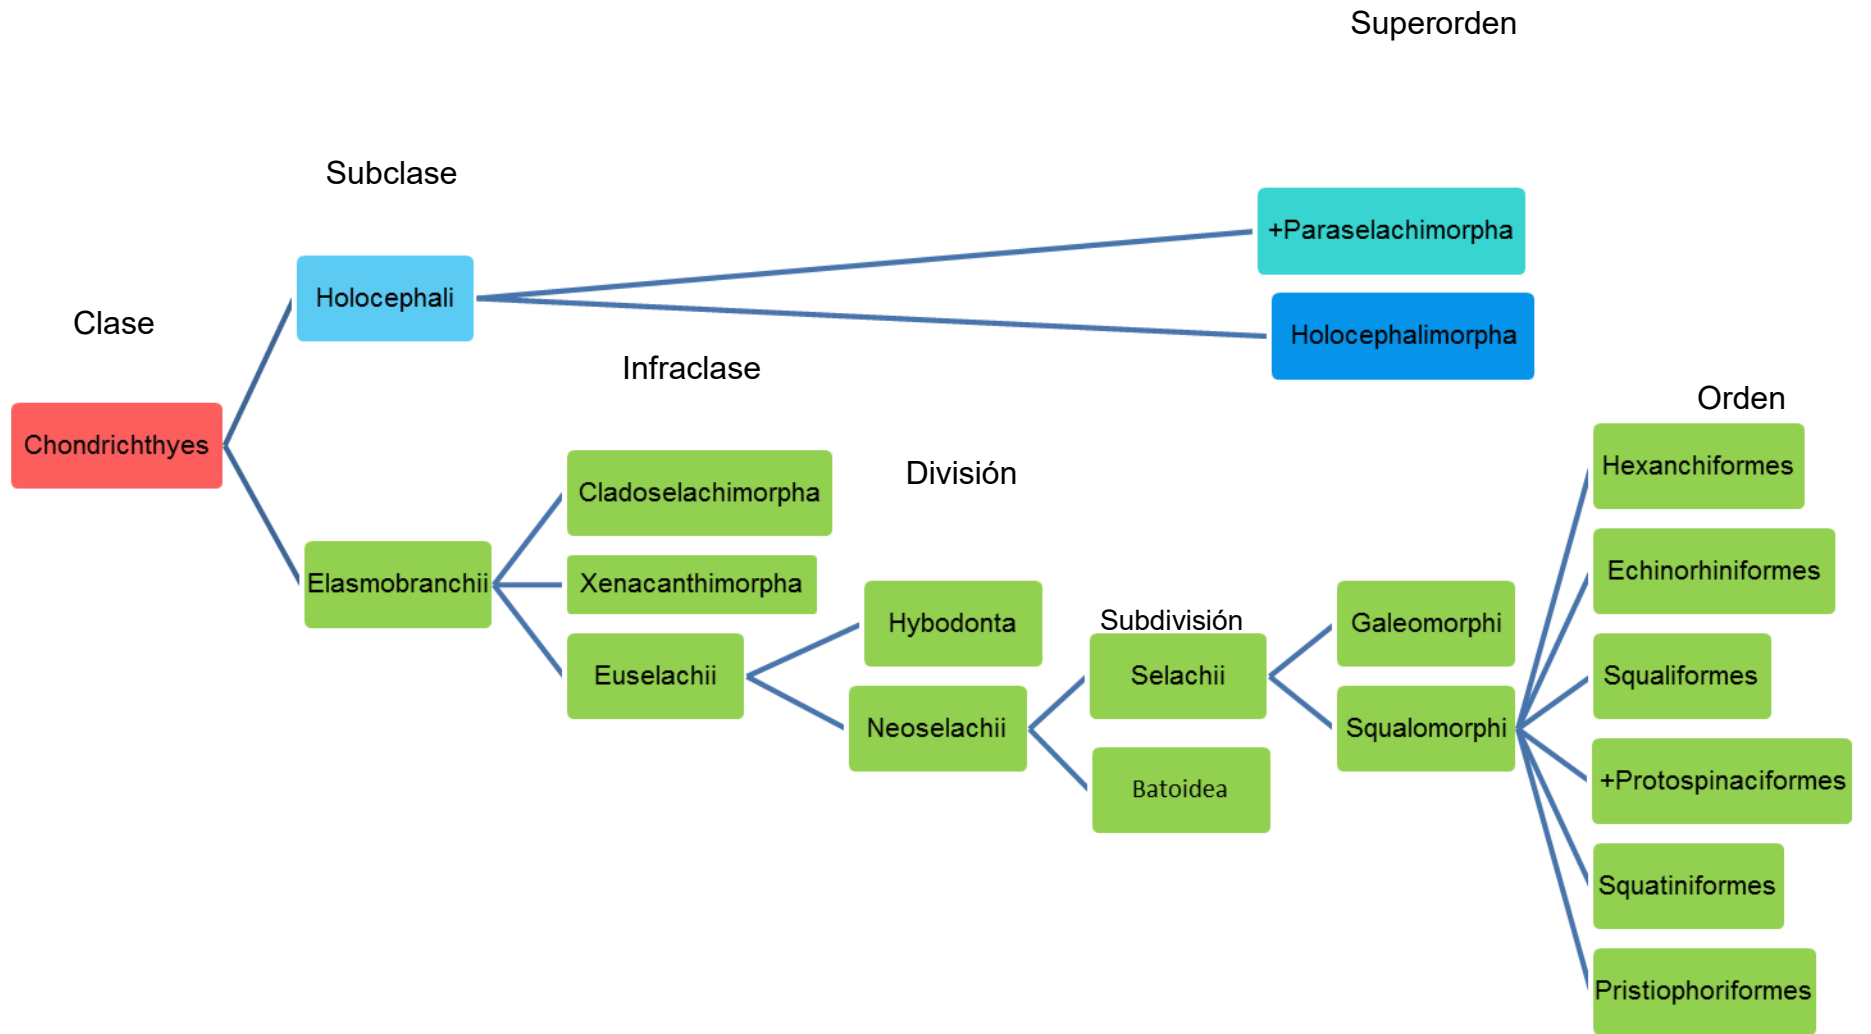 Superorden
Subclase
+Paraselachimorpha
Holocephali
Clase
Holocephalimorpha
Infraclase
Orden
Chondrichthyes
Hexanchiformes
División
Cladoselachimorpha
Echinorhiniformes
Elasmobranchii
Xenacanthimorpha
Hybodonta
Subdivisión
Galeomorphi
Euselachii
Selachii
Squaliformes
Neoselachii
Squalomorphi
+Protospinaciformes
Batoidea
Squatiniformes
Pristiophoriformes